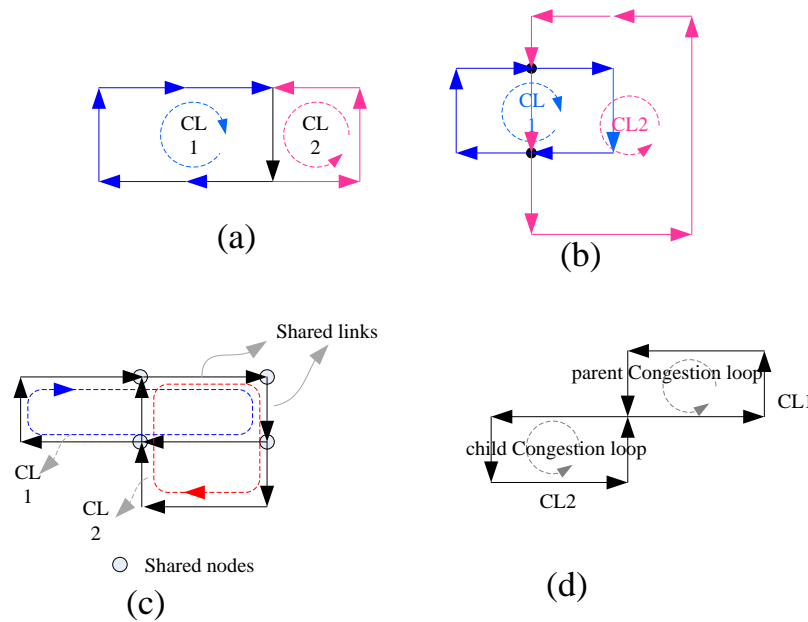 CL
1
CL
2
(a)
CL
1
CL2
(b)
Shared links
CL
1
CL
2
Shared nodes
(c)
parent Congestion loop
CL1
child Congestion loop
CL2
(d)